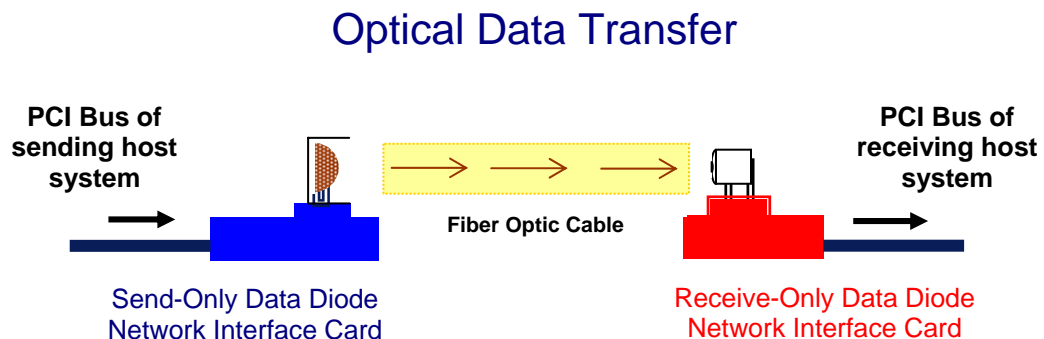 Optical Data Transfer
PCI Bus of
sending host
system
PCI Bus of
receiving host
system
Fiber Optic Cable
Send-Only Data Diode
Network Interface Card
Receive-Only Data Diode
Network Interface Card